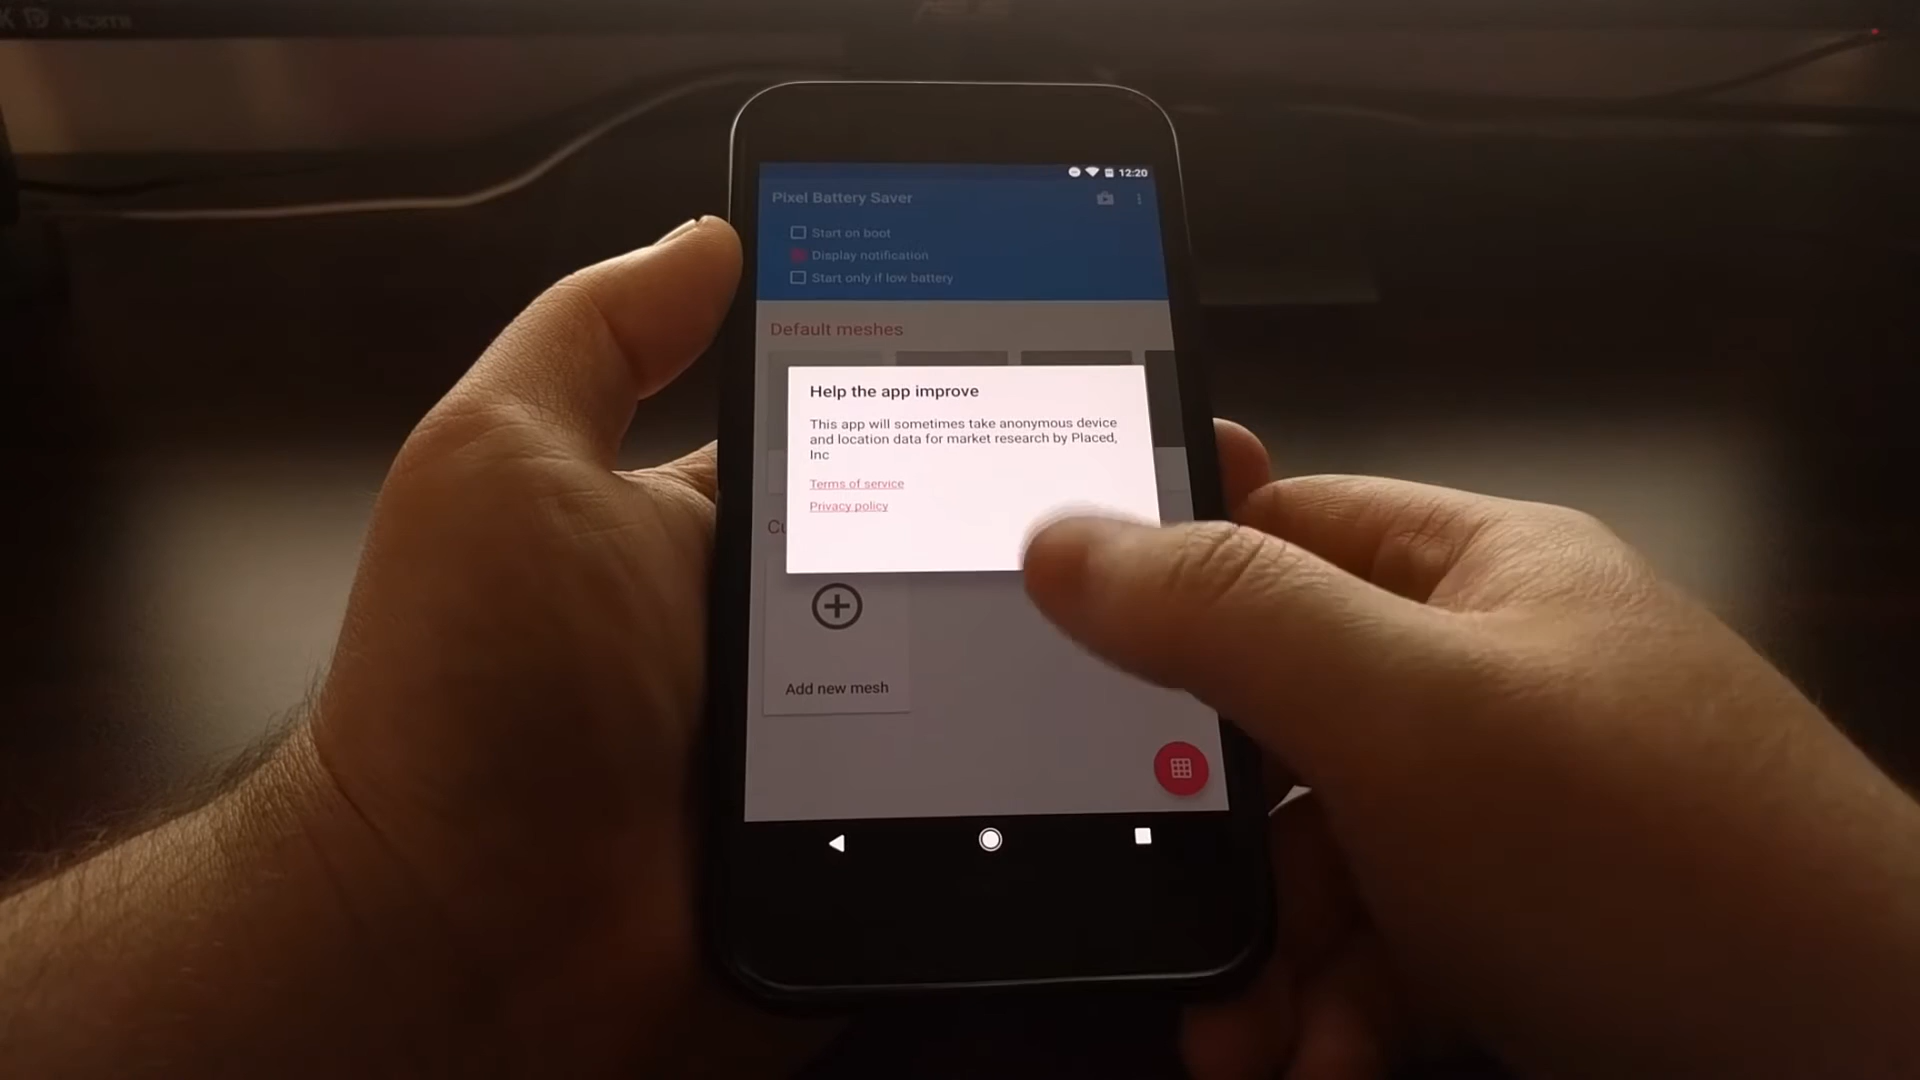 HDMI
12:20
Pixel Battery Saver
Start on boot
Display notification
Start only if low battery
Default meshes
Help the app improve
This app will sometimes take anonymous device
and location data for market research by Placed,
Inc
Terms of service
Privacy policy
Add new mesh